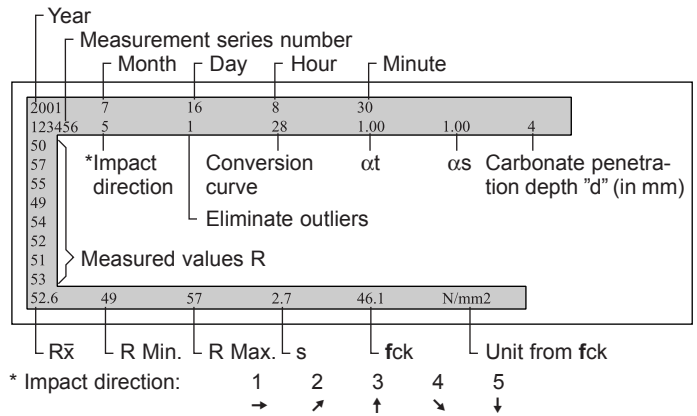 Year
Measurement series number
Month Day Hour Minute
2001 7 16 8 30
123456 5 1 28 1.00 1.00 4
50
57
55
49
54
52
51
53
*Impact direction
Conversion curve
αt
αs
Carbonate penetra-
tion depth "d" (in mm)
Eliminate outliers
Measured values R
52.6 49 57 2.7 46.1 N/mm2
Rx̅ R Min. R Max. s fck Unit from fck
* Impact direction: 1 2 3 4 5
→ ↗ ↑ ↘ ↓